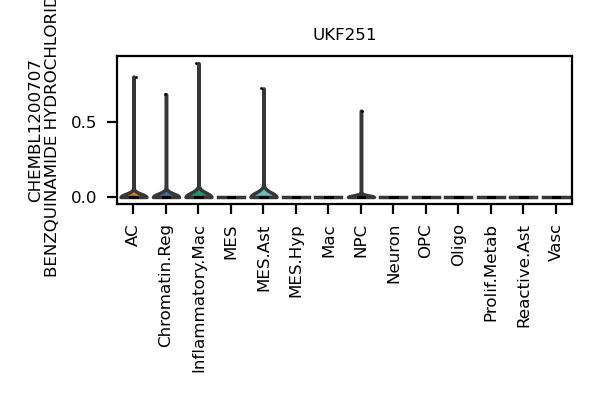 UKF251
CHEMBL1200707
BENZQUINAMIDE HYDROCHLORID
0.5
0.0
AC
Chromatin.Reg
Inflammatory.Mac
MES
MES.Ast
MES.Hyp
Mac
NPC
Neuron
OPC
Oligo
Prolif.Metab
Reactive.Ast
Vasc